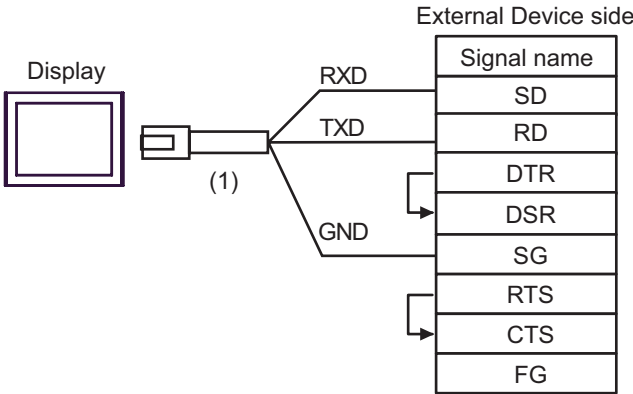 External Device side
Signal name
Display
RXD
SD
TXD
RD
(1)
DTR
DSR
GND
SG
RTS
CTS
FG